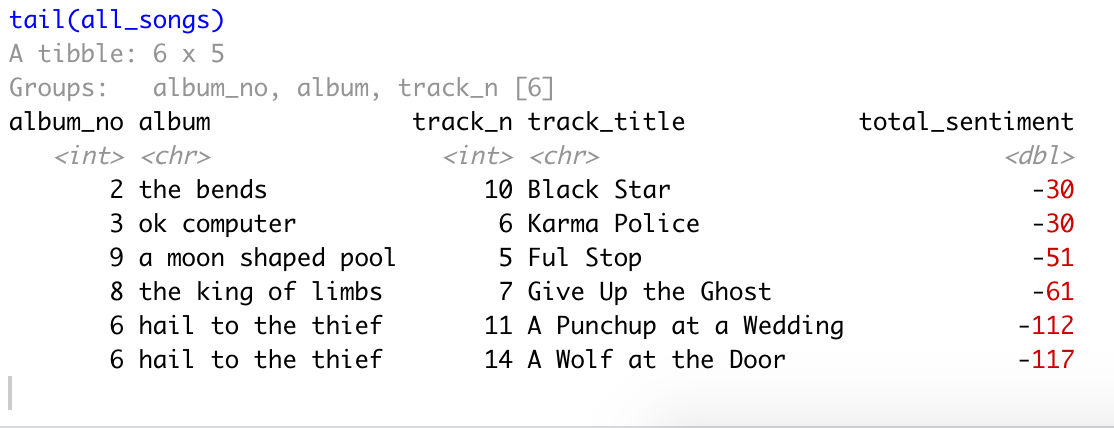 tail(all_songs)
A tibble: 6 x 5
Groups:   album_no, album, track_n [6]
album_no album track_n track_title total_sentiment
<int> <chr> <int> <chr> <dbl>
2 the bends 10 Black Star -30
3 ok computer 6 Karma Police -30
9 a moon shaped pool 5 Ful Stop -51
8 the king of limbs 7 Give Up the Ghost -61
6 hail to the thief 11 A Punchup at a Wedding -112
6 hail to the thief 14 A Wolf at the Door -117